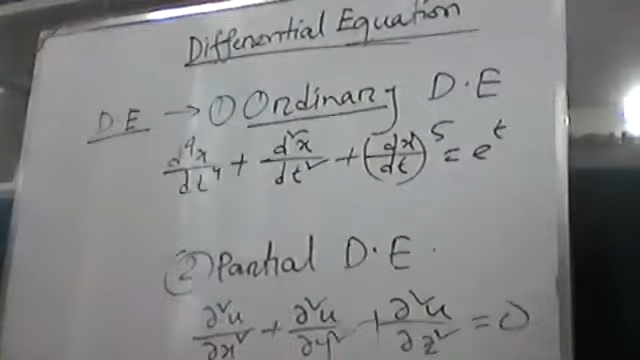 Differential Equation
D.E → ① Ordinary D.E
d⁴x/dt⁴ + d²x/dt² + (dx/dt)⁵ = eᵗ
② Partial D.E.
∂²u/∂x² + ∂²u/∂y² + ∂²u/∂z² = 0